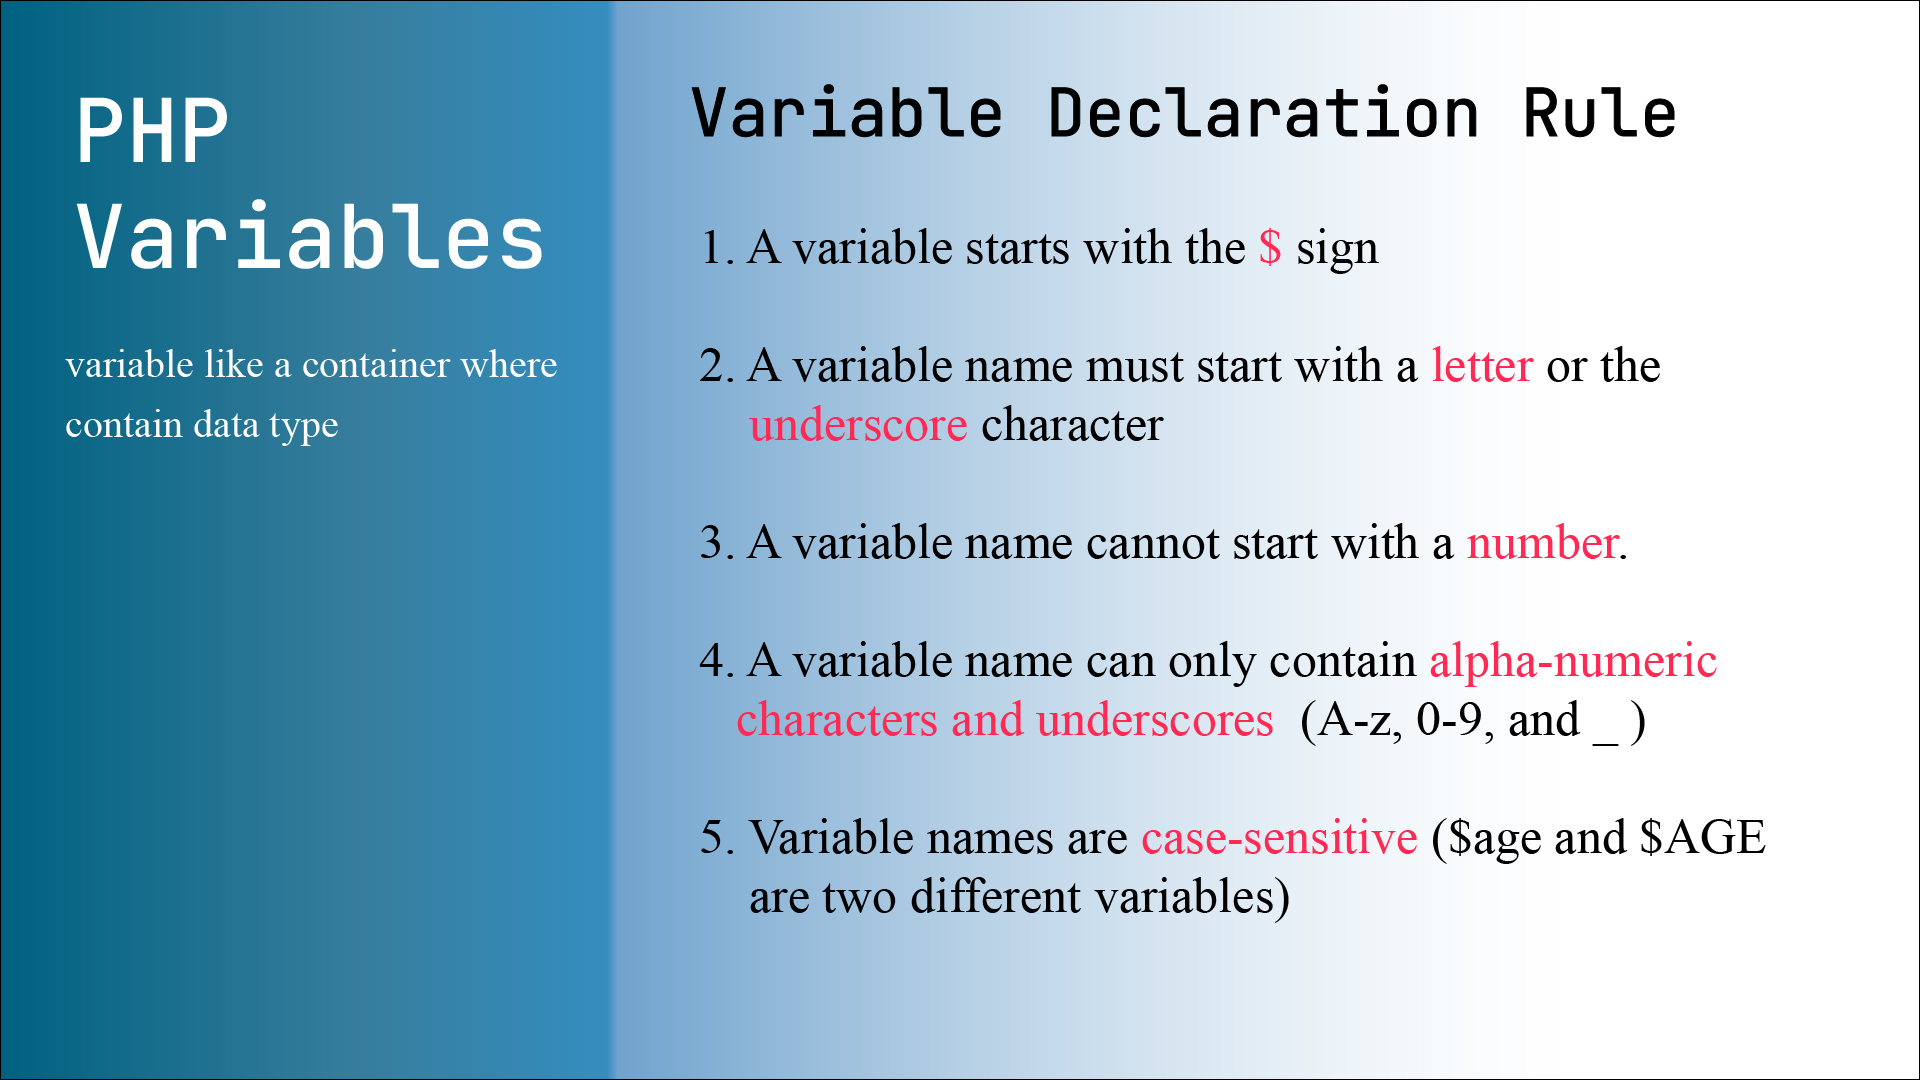 PHP
Variables
variable like a container where
contain data type
Variable Declaration Rule
1. A variable starts with the $ sign
2. A variable name must start with a letter or the
underscore character
3. A variable name cannot start with a number.
4. A variable name can only contain alpha-numeric
characters and underscores (A-z, 0-9, and _ )
5. Variable names are case-sensitive ($age and $AGE
are two different variables)